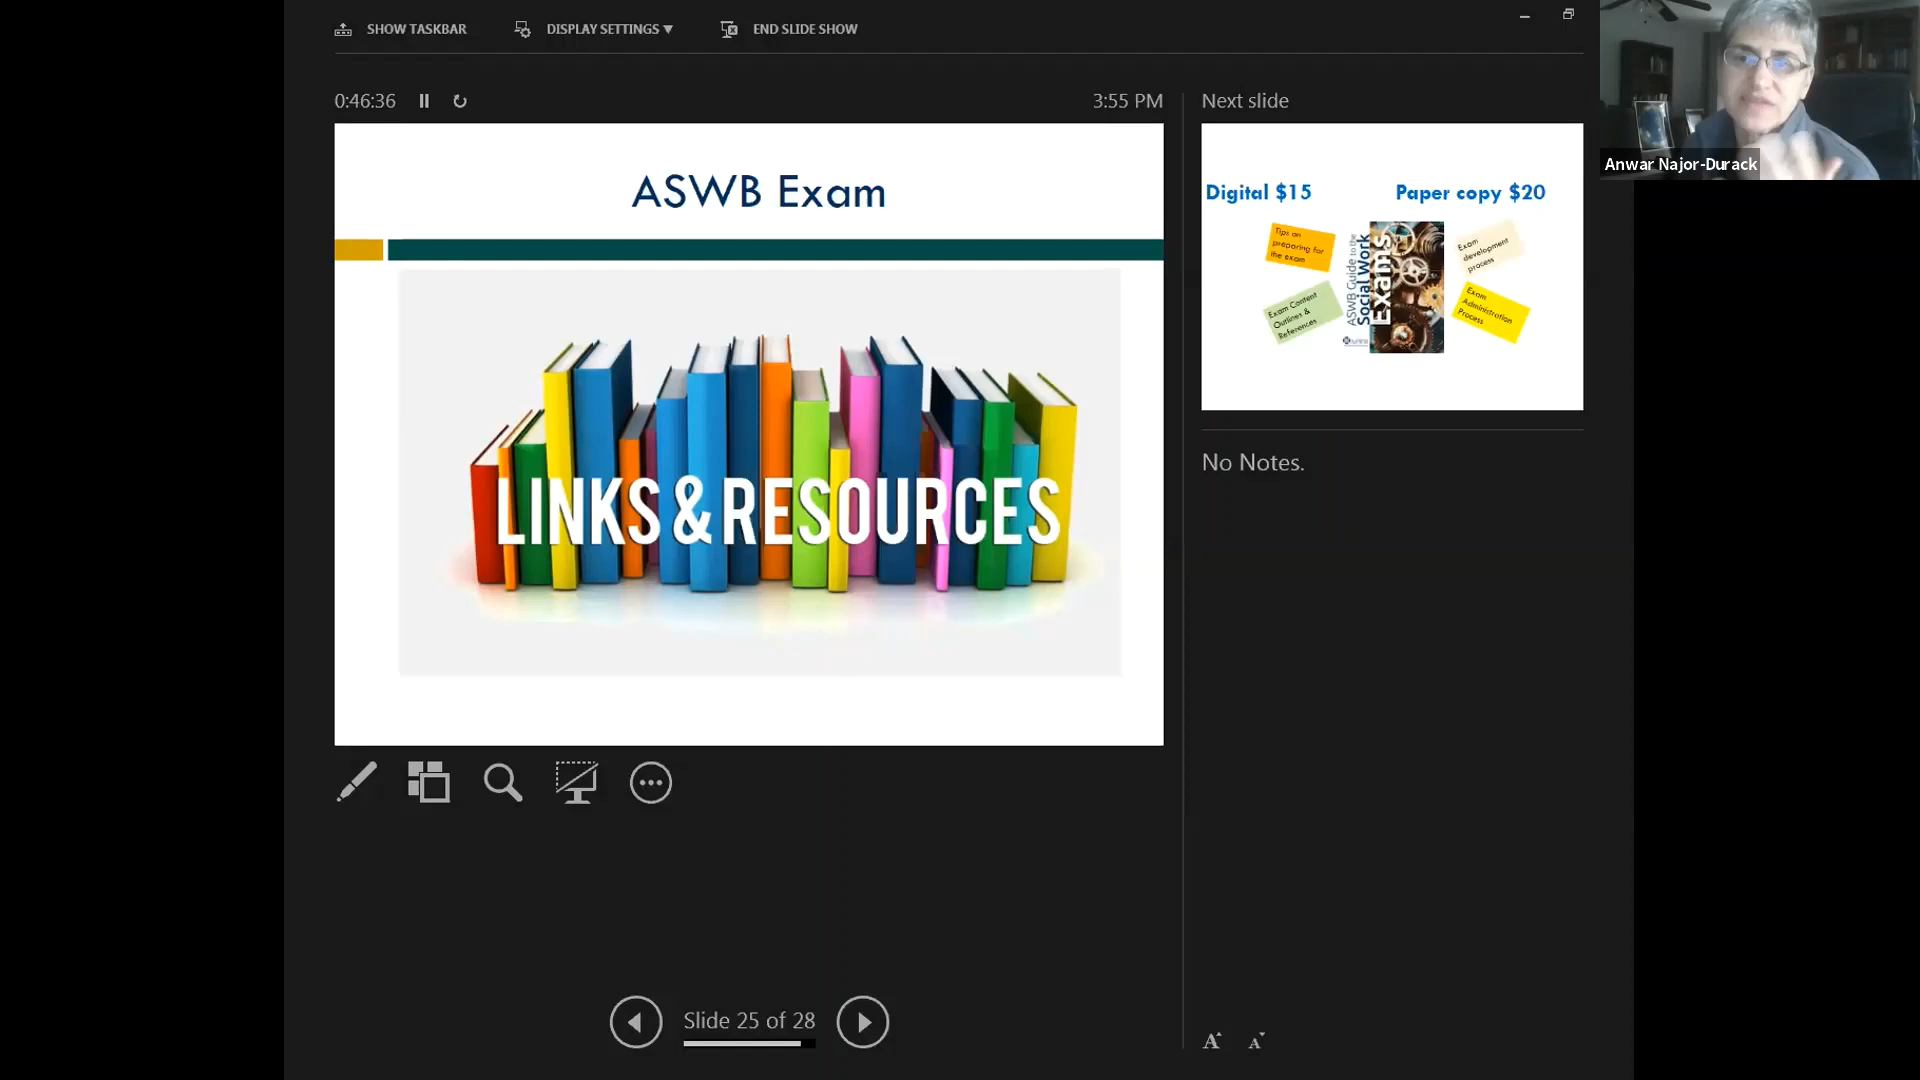 SHOW TASKBAR
DISPLAY SETTINGS ▼
END SLIDE SHOW
0:46:36
3:55 PM
ASWB Exam
LINKS & RESOURCES
Slide 25 of 28
Next slide
Digital $15
Paper copy $20
Tips on
preparing for
the exam
Exam Content
Outlines &
References
ASWB Guide to the
Social Work
Exams
Exam
development
process
Exam
Administration
Process
No Notes.
A
A
Anwar Najor-Durack